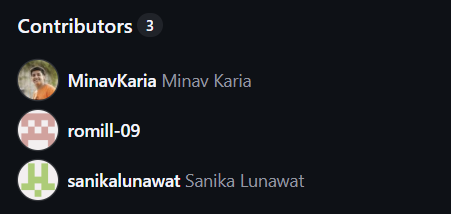 Contributors 3
MinavKaria Minav Karia
romill-09
sanikalunawat Sanika Lunawat